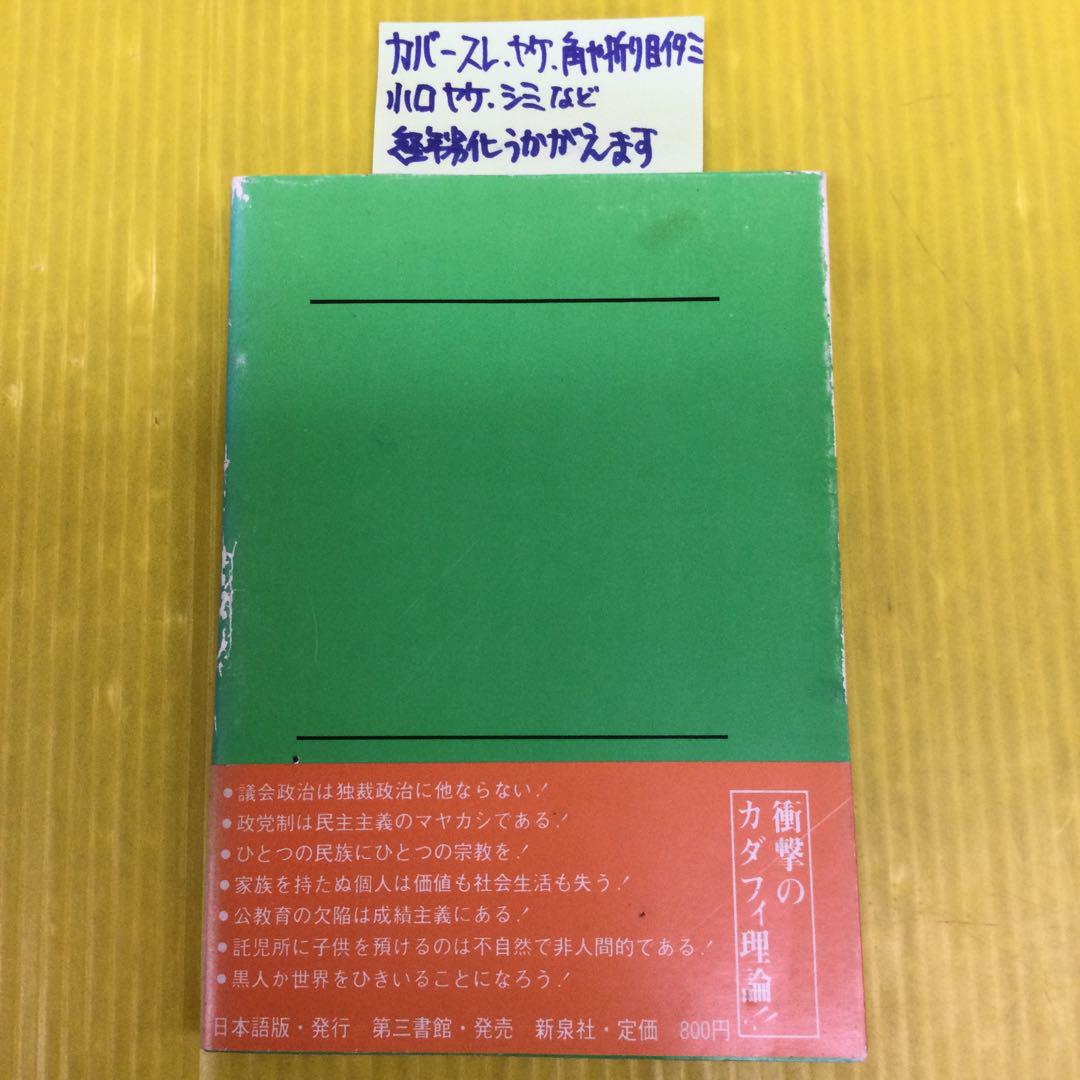 カバースレ、ヤケ、角や折り目イタミ
小口ヤケ、シミなど
経年劣化うかがえます
●議会政治は独裁政治に他ならない!
●政党制は民主主義のマヤカシである!
●ひとつの民族にひとつの宗教を!
●家族を持たぬ個人は価値も社会生活も失う!
●公教育の欠陥は成績主義にある!
●託児所に子供を預けるのは不自然で非人間的である!
●黒人が世界をひきいることになろう!
衝撃の
カダフィ理論!!
日本語版・発行 第三書館・発売 新泉社・定価 800円